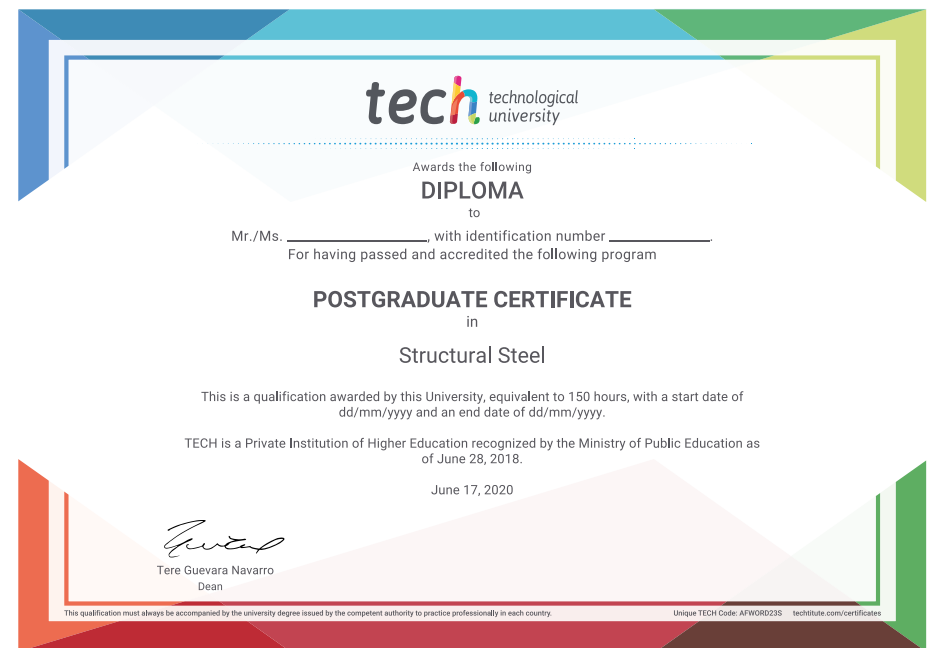 tech technological
university
Awards the following
DIPLOMA
to
Mr./Ms. ____________________, with identification number ______________.
For having passed and accredited the following program
POSTGRADUATE CERTIFICATE
in
Structural Steel
This is a qualification awarded by this University, equivalent to 150 hours, with a start date of
dd/mm/yyyy and an end date of dd/mm/yyyy.
TECH is a Private Institution of Higher Education recognized by the Ministry of Public Education as
of June 28, 2018.
June 17, 2020
Tere Guevara Navarro
Dean
This qualification must always be accompanied by the university degree issued by the competent authority to practice professionally in each country.
Unique TECH Code: AFWORD23S techtitute.com/certificates